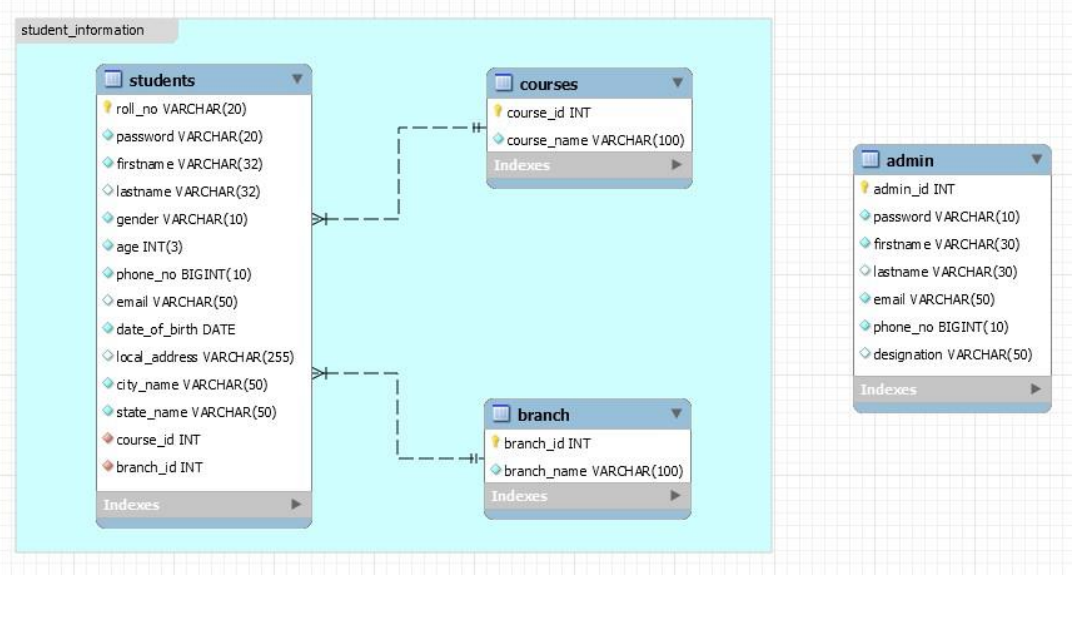 student_information
students
roll_no VARCHAR(20)
password VARCHAR(20)
firstname VARCHAR(32)
lastname VARCHAR(32)
gender VARCHAR(10)
age INT(3)
phone_no BIGINT(10)
email VARCHAR(50)
date_of_birth DATE
local_address VARCHAR(255)
city_name VARCHAR(50)
state_name VARCHAR(50)
course_id INT
branch_id INT
Indexes
courses
course_id INT
course_name VARCHAR(100)
Indexes
branch
branch_id INT
branch_name VARCHAR(100)
Indexes
admin
admin_id INT
password VARCHAR(10)
firstname VARCHAR(30)
lastname VARCHAR(30)
email VARCHAR(50)
phone_no BIGINT(10)
designation VARCHAR(50)
Indexes